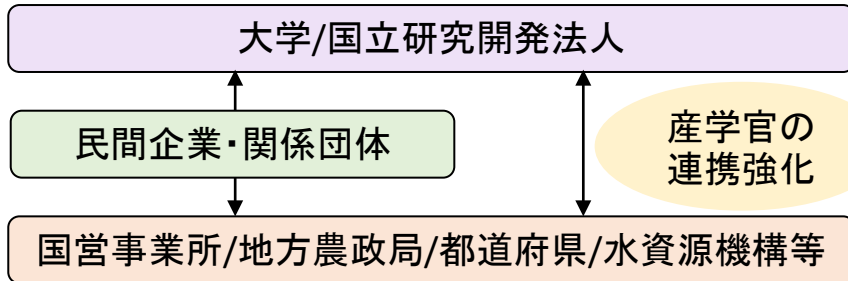 大学/国立研究開発法人
民間企業・関係団体
産学官の
連携強化
国営事業所/地方農政局/都道府県/水資源機構等